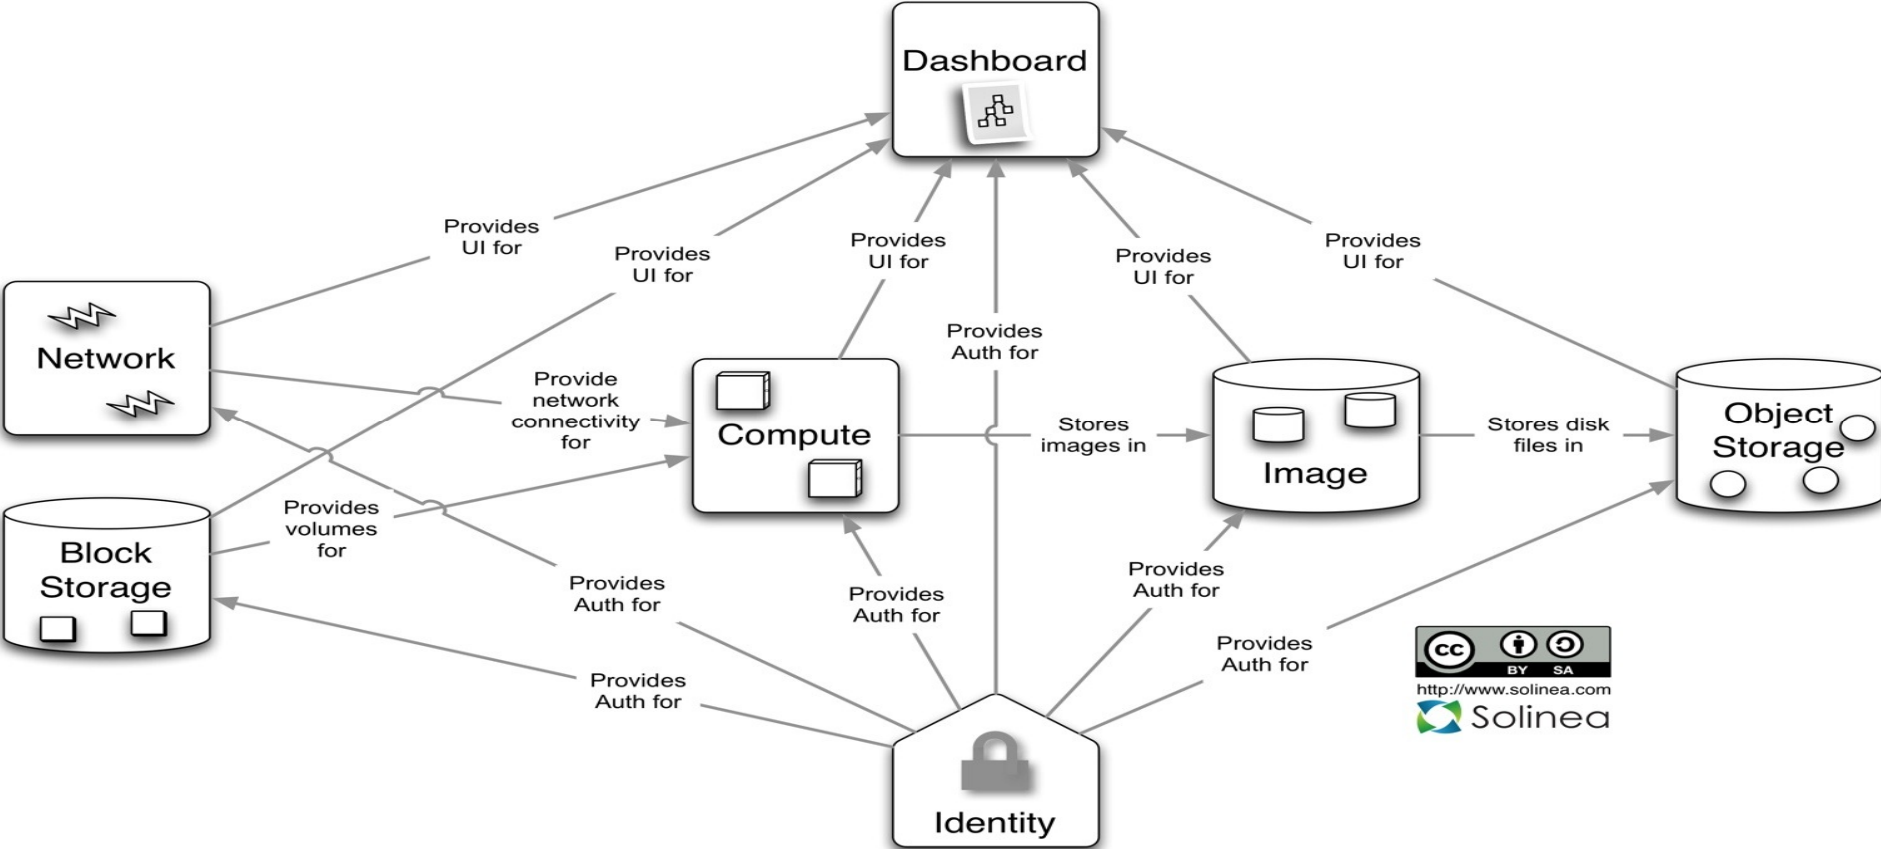 Dashboard
Provides
UI for
Provides
UI for
Provides
UI for
Provides
UI for
Provides
UI for
Provides
Auth for
Network
Provide
network
connectivity
for
Compute
Stores
images in
Image
Stores disk
files in
Object
Storage
Block
Storage
Provides
volumes
for
Provides
Auth for
Provides
Auth for
Provides
Auth for
Provides
Auth for
Provides
Auth for
Identity
cc
BY SA
http://www.solinea.com
Solinea